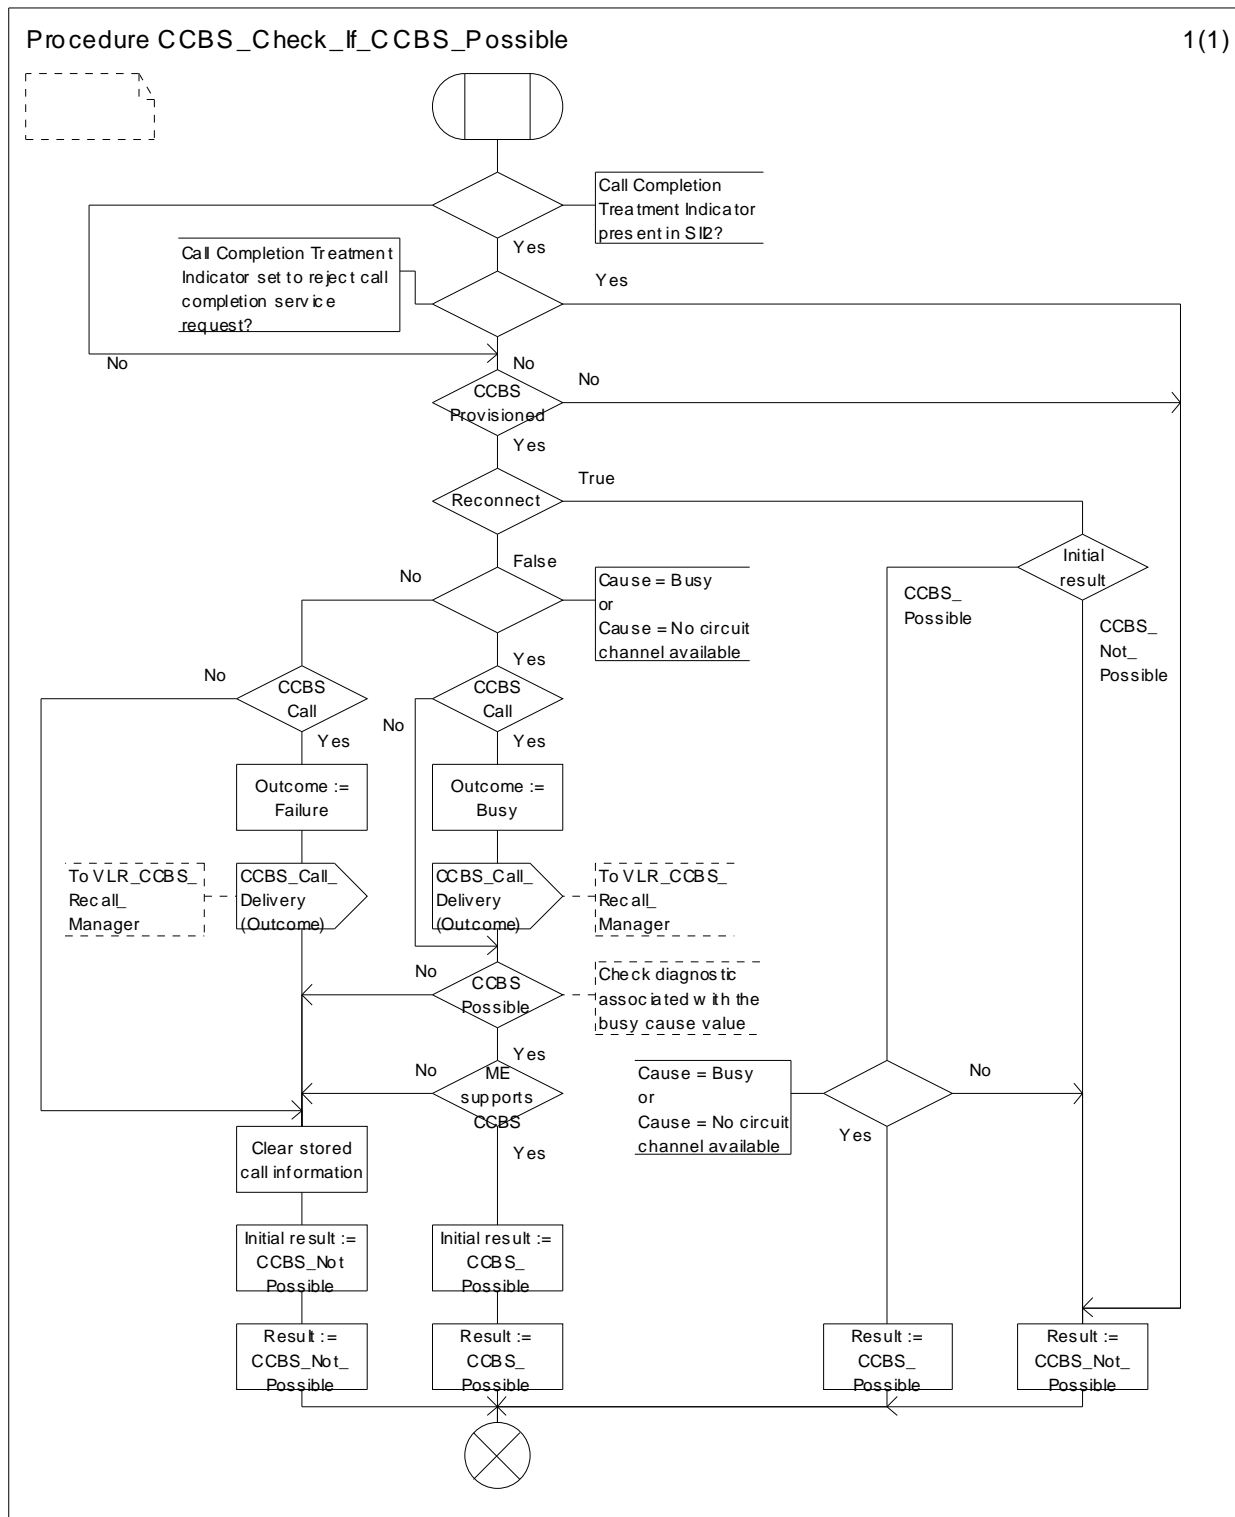 Procedure CCBS_Check_If_CCBS_Possible
1(1)
Call Completion
Treatment Indicator
present in SII2?
Yes
Call Completion Treatment
Indicator set to reject call
completion service
request?
Yes
No
No
CCBS
Provisioned
No
Yes
Reconnect
True
False
Initial
result
No
Cause = Busy
or
Cause = No circuit
channel available
CCBS_
Possible
CCBS_
Not_
Possible
Yes
No
CCBS
Call
No
CCBS
Call
Yes
Yes
Outcome :=
Failure
Outcome :=
Busy
To VLR_CCBS_
Recall_
Manager
CCBS_Call_
Delivery
(Outcome)
CCBS_Call_
Delivery
(Outcome)
To VLR_CCBS_
Recall_
Manager
No
CCBS
Possible
Check diagnostic
associated with the
busy cause value
Yes
No
ME
supports
CCBS
Yes
Cause = Busy
or
Cause = No circuit
channel available
No
Yes
Clear stored
call information
Initial result :=
CCBS_Not
Possible
Initial result :=
CCBS_
Possible
Result :=
CCBS_Not_
Possible
Result :=
CCBS_
Possible
Result :=
CCBS_
Possible
Result :=
CCBS_Not_
Possible